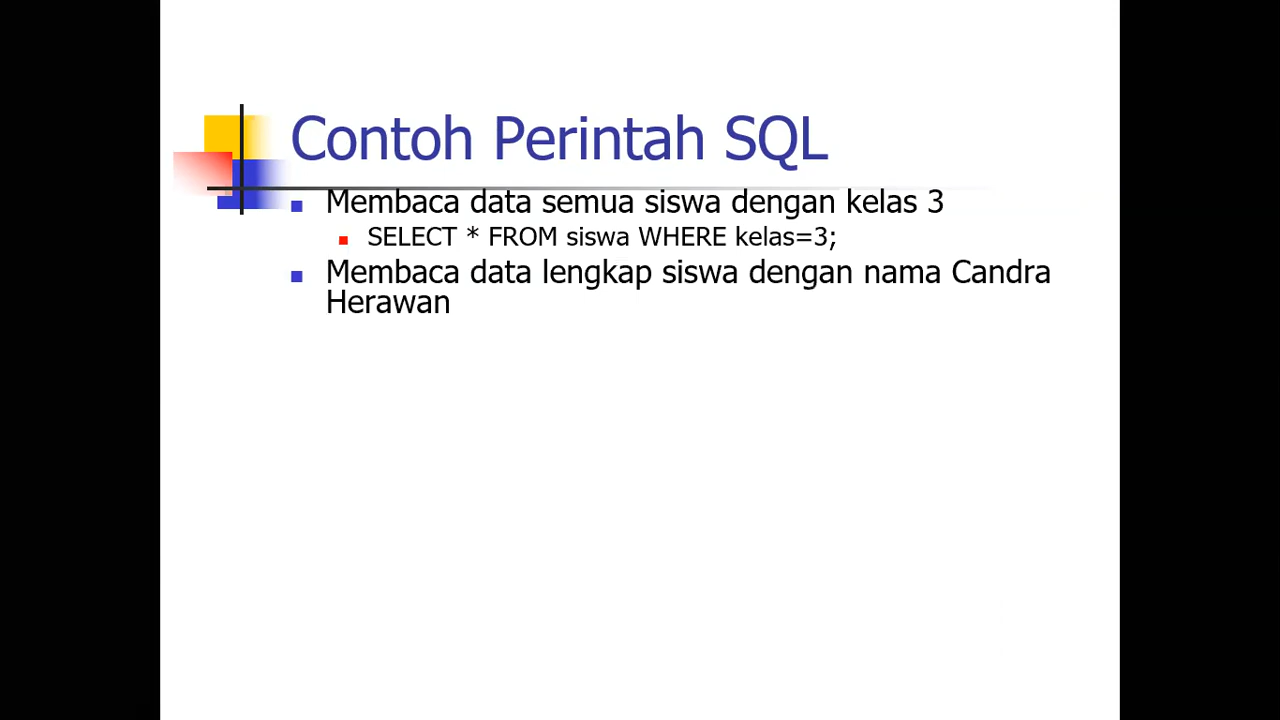 Contoh Perintah SQL
Membaca data semua siswa dengan kelas 3
SELECT * FROM siswa WHERE kelas=3;
Membaca data lengkap siswa dengan nama Candra
Herawan